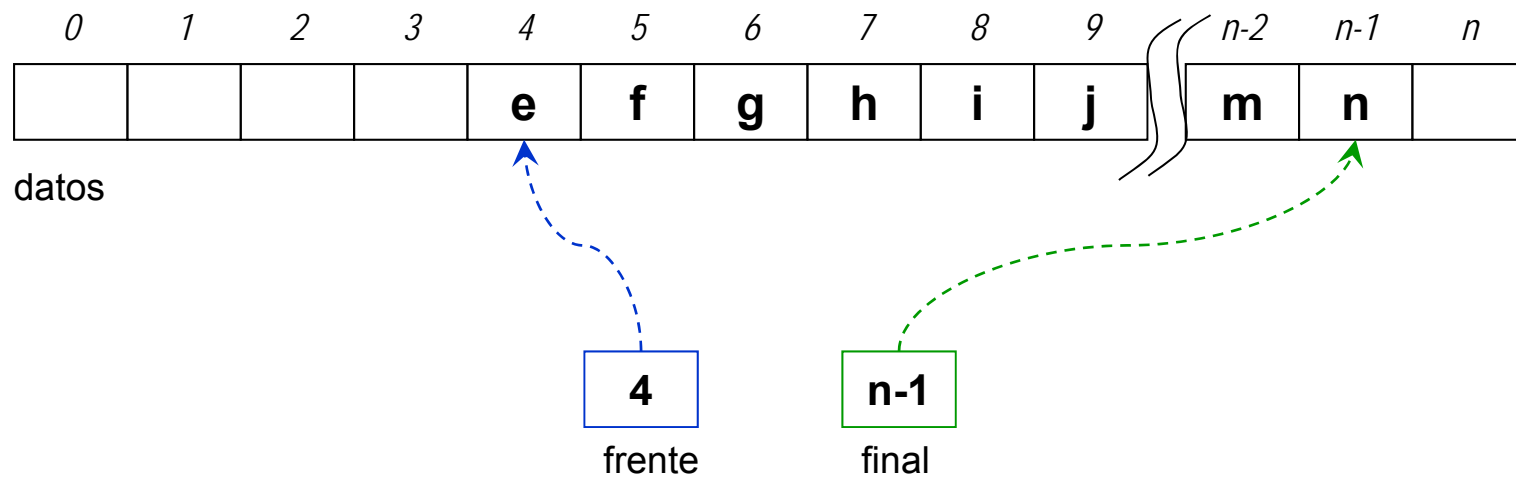 0 1 2 3 4 5 6 7 8 9 n-2 n-1 n
e f g h i j m n
datos
4 n-1
frente final